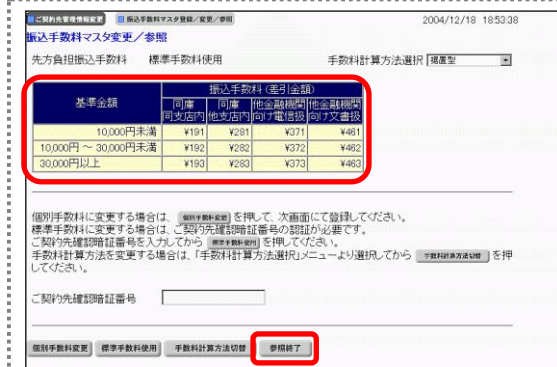 ご契約先管理情報変更 振込手数料マスタ登録/変更/参照 2004/12/18 18:53:38
振込手数料マスタ変更/参照
先方負担振込手数料 標準手数料使用 手数料計算方法選択 据置型
基準金額 振込手数料(差引金額)
同庫同支店内 同庫他支店内 他金融機関向け電信扱 他金融機関向け文書扱
10,000円未満 ¥191 ¥281 ¥371 ¥461
10,000円 ~ 30,000円未満 ¥192 ¥282 ¥372 ¥462
30,000円以上 ¥193 ¥283 ¥373 ¥463
個別手数料に変更する場合は、 個別手数料変更 を押して、次画面にて登録してください。
標準手数料に変更する場合は、ご契約先確認暗証番号の認証が必要です。
ご契約先確認暗証番号を入力してから 標準手数料使用 を押してください。
手数料計算方法を変更する場合は、「手数料計算方法選択」メニューより選択してから 手数料計算方法切替 を押
してください。
ご契約先確認暗証番号
個別手数料変更 標準手数料使用 手数料計算方法切替 参照終了